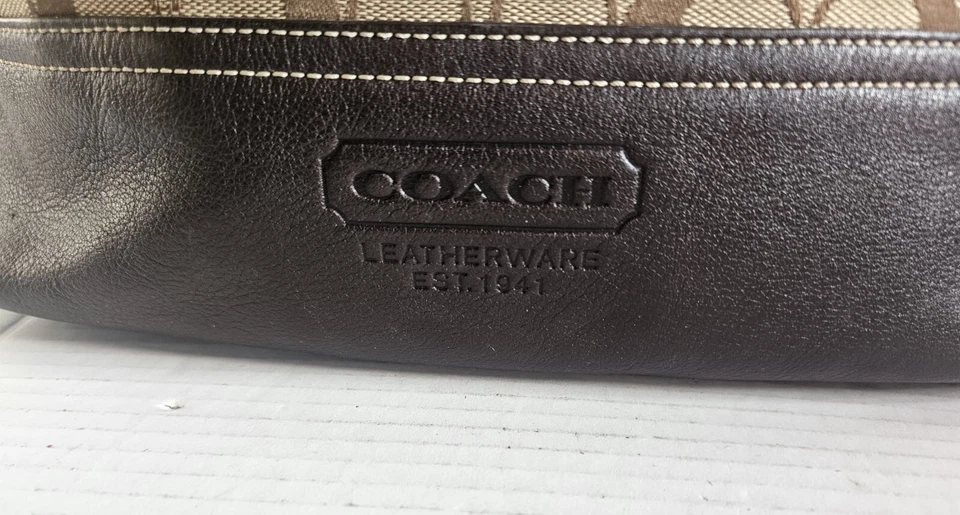 COACH
LEATHERWARE
EST. 1941